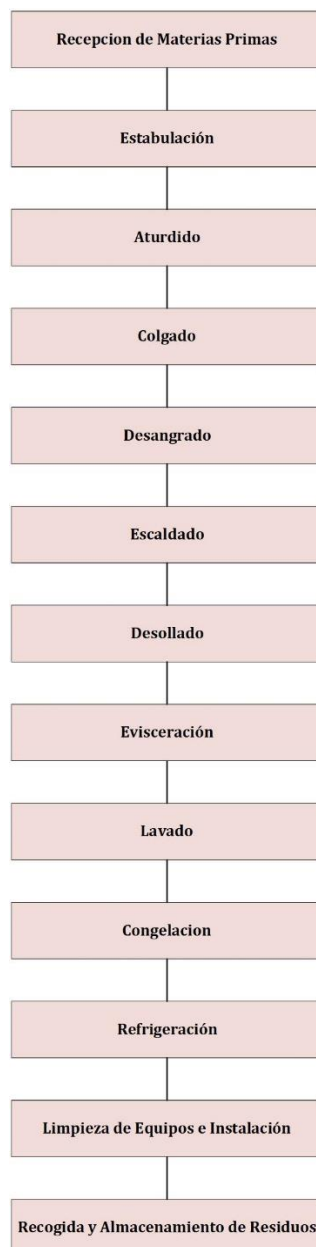 Recepcion de Materias Primas
Estabulación
Aturdido
Colgado
Desangrado
Escaldado
Desollado
Evisceración
Lavado
Congelacion
Refrigeración
Limpieza de Equipos e Instalación
Recogida y Almacenamiento de Residuos